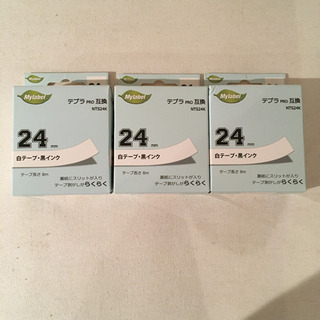 Mylabel
テプラ PRO 互換
NTS24K
24 mm
白テープ・黒インク
テープ長さ 8m
裏紙にスリットが入り
テープ剥がしがらくらく
Mylabel
テプラ PRO 互換
NTS24K
24 mm
白テープ・黒インク
テープ長さ 8m
裏紙にスリットが入り
テープ剥がしがらくらく
Mylabel
テプラ PRO 互換
NTS24K
24 mm
白テープ・黒インク
テープ長さ 8m
裏紙にスリットが入り
テープ剥がしがらくらく